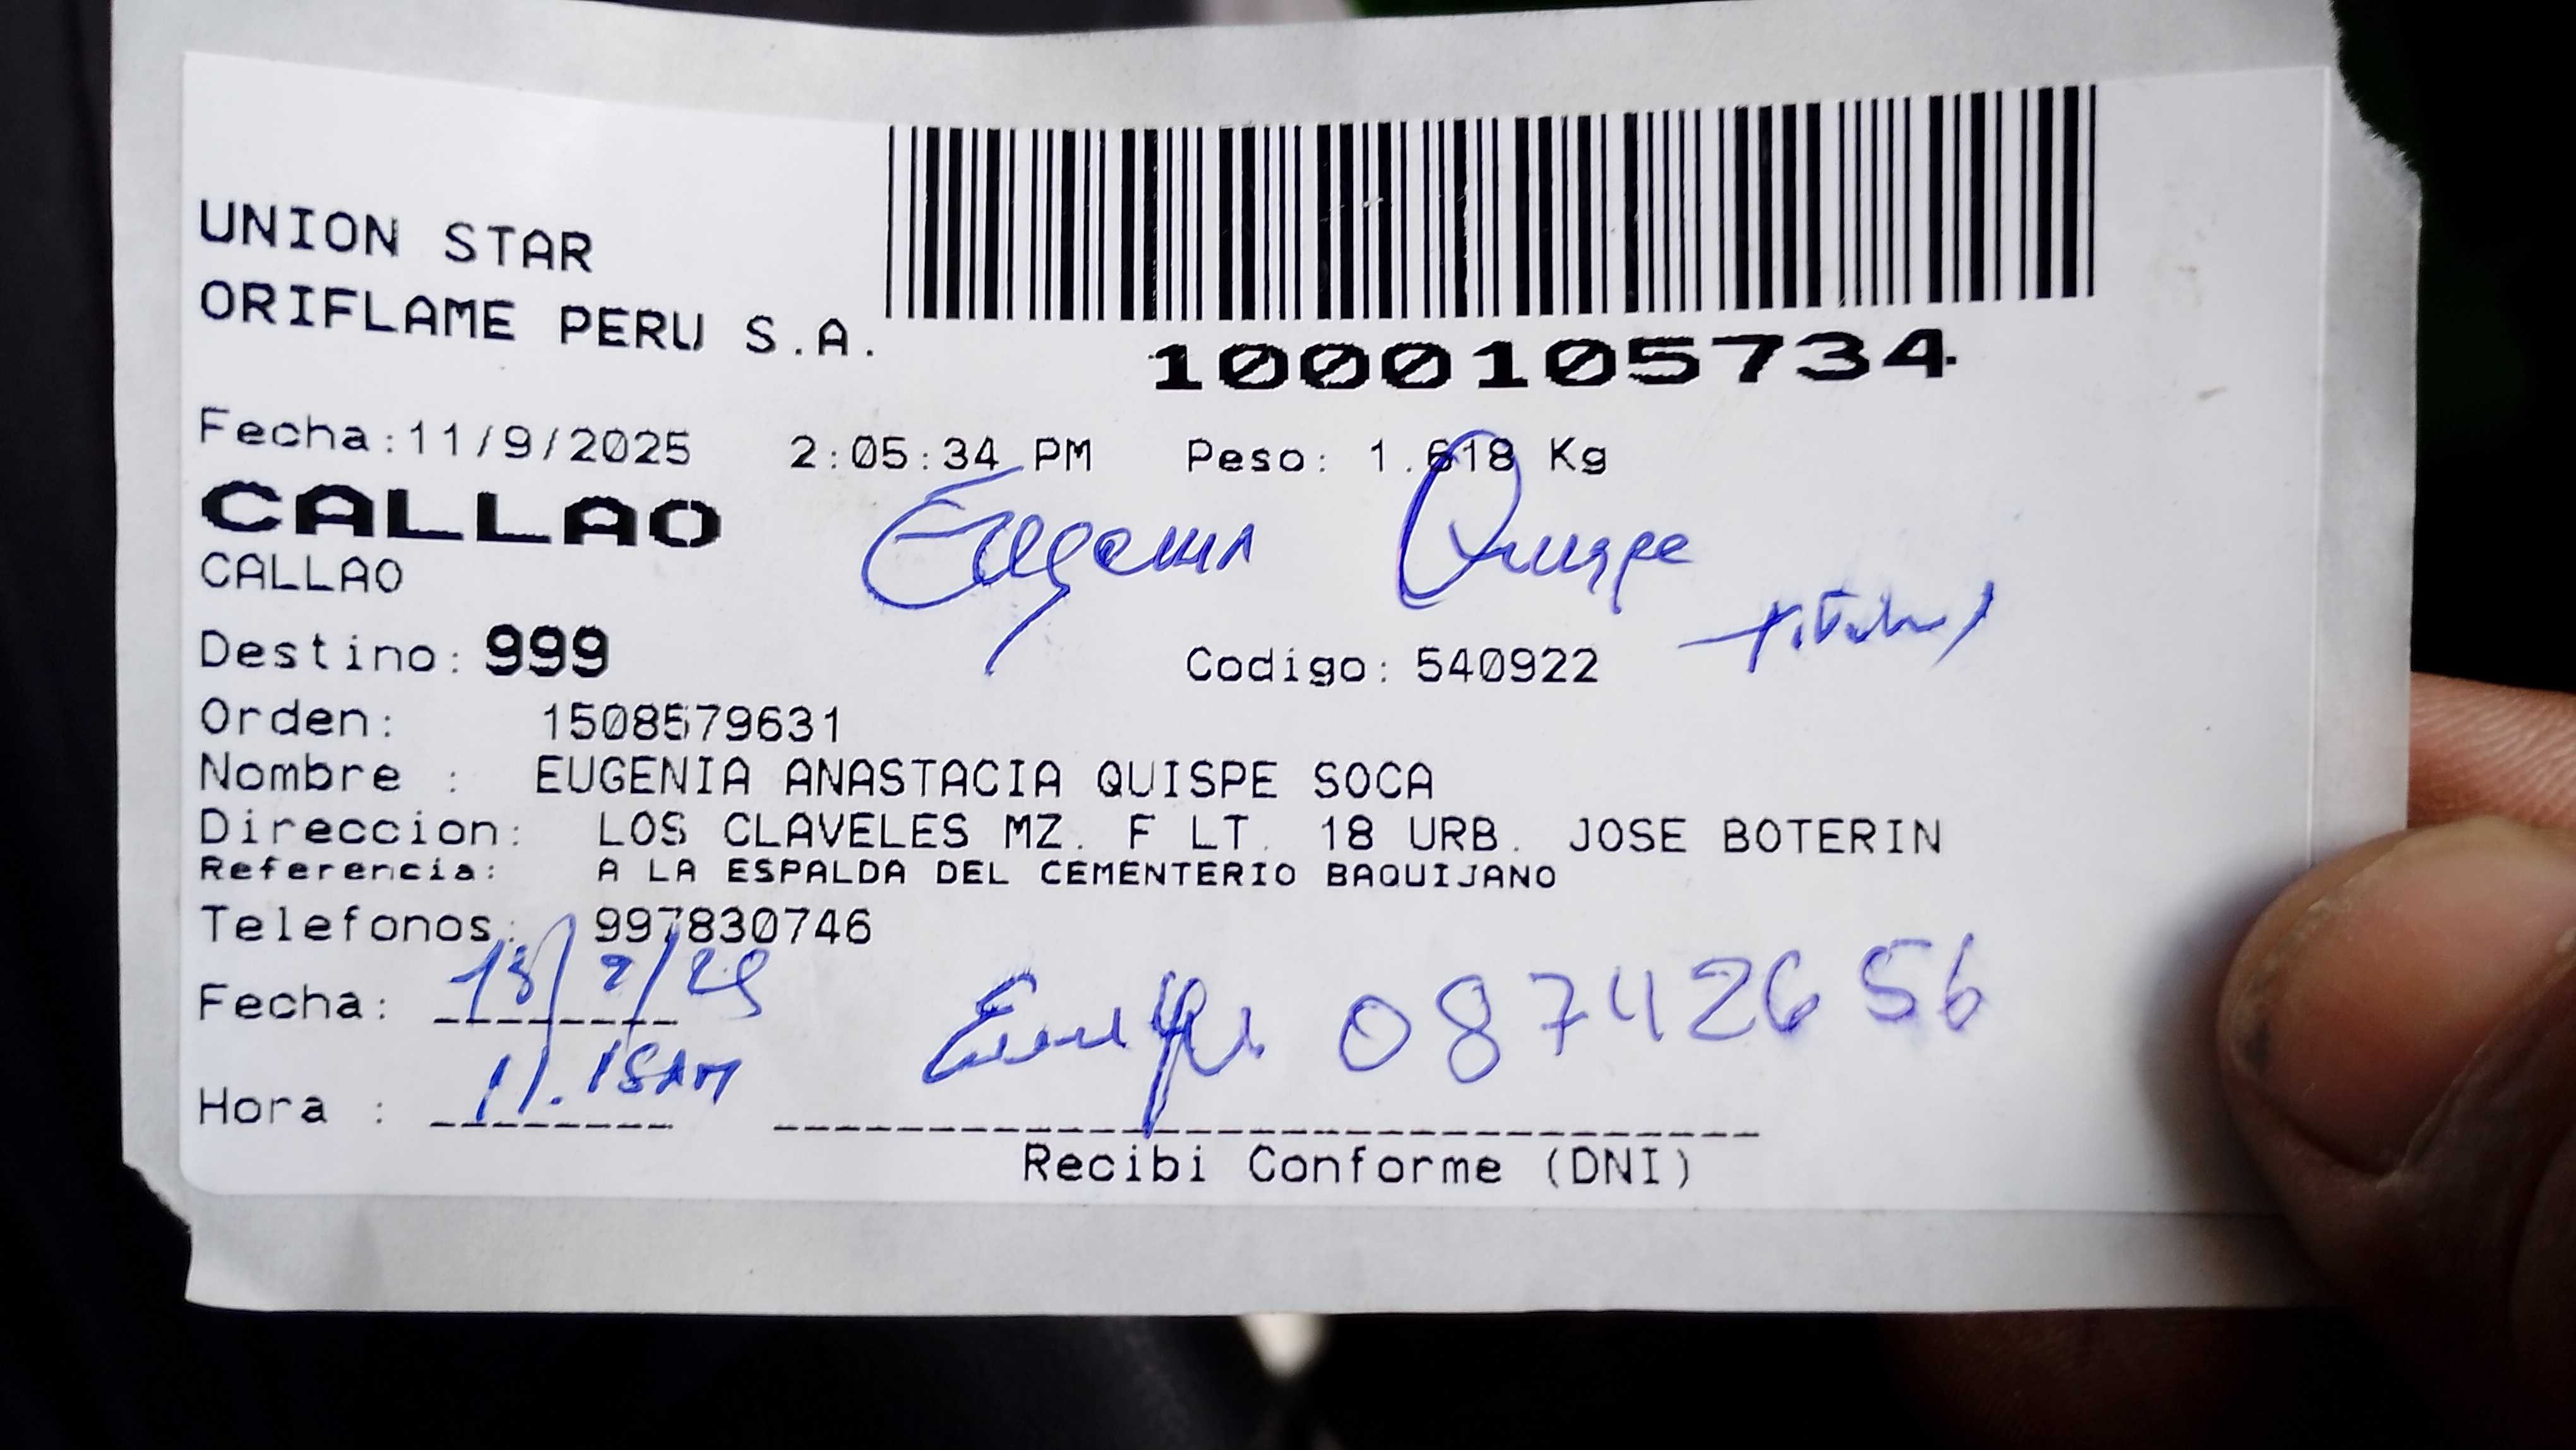 UNION STAR
ORIFLAME PERU S.A.
1000105734
Fecha:11/9/2025 2:05:34 PM Peso: 1.618 Kg
CALLAO
Eugenia Quispe
CALLAO
titular
Destino: 999 Codigo: 540922
Orden: 1508579631
Nombre : EUGENIA ANASTACIA QUISPE SOCA
Direccion: LOS CLAVELES MZ. F LT. 18 URB. JOSE BOTERIN
Referencia: A LA ESPALDA DEL CEMENTERIO BAQUIJANO
Telefonos: 997830746
Fecha: 08742656
Hora : 11.15AM
Recibi Conforme (DNI)